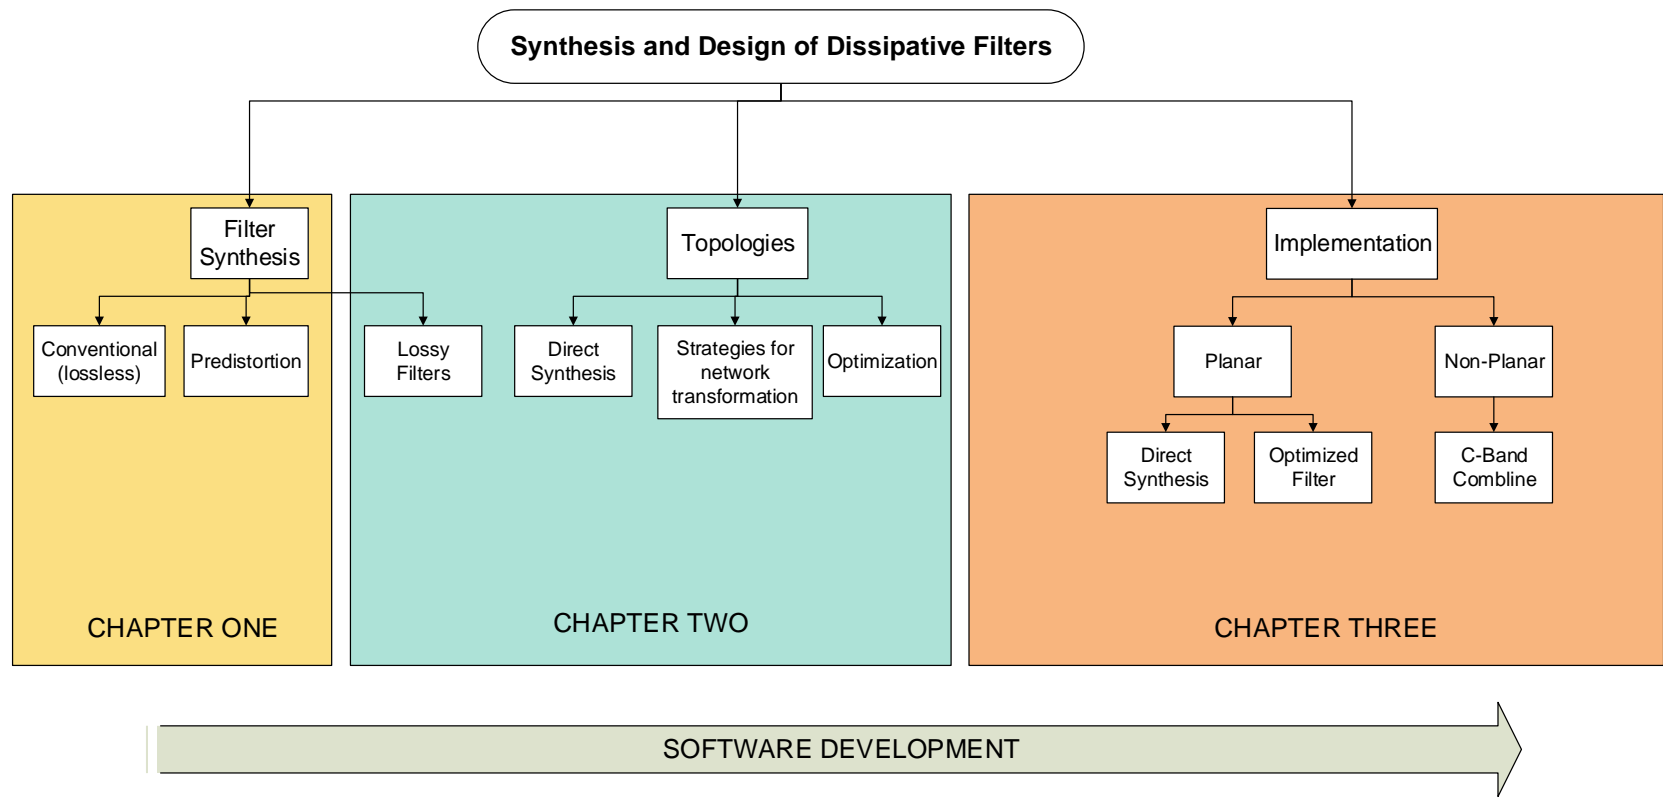 Synthesis and Design of Dissipative Filters
Filter
Synthesis
Topologies
Implementation
Conventional
(lossless)
Predistortion
Lossy
Filters
Direct
Synthesis
Strategies for
network
transformation
Optimization
Planar
Non-Planar
Direct
Synthesis
Optimized
Filter
C-Band
Combline
CHAPTER ONE
CHAPTER TWO
CHAPTER THREE
SOFTWARE DEVELOPMENT